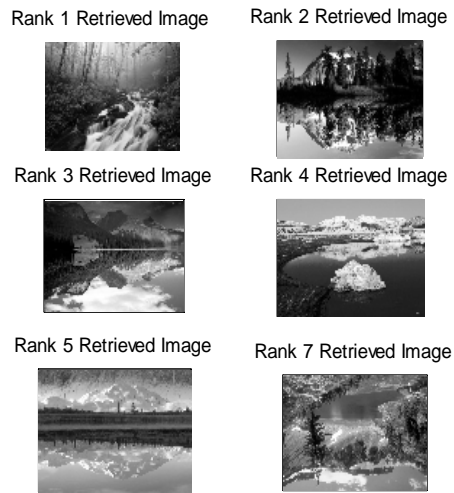 Rank 1 Retrieved Image
Rank 2 Retrieved Image
Rank 3 Retrieved Image
Rank 4 Retrieved Image
Rank 5 Retrieved Image
Rank 7 Retrieved Image